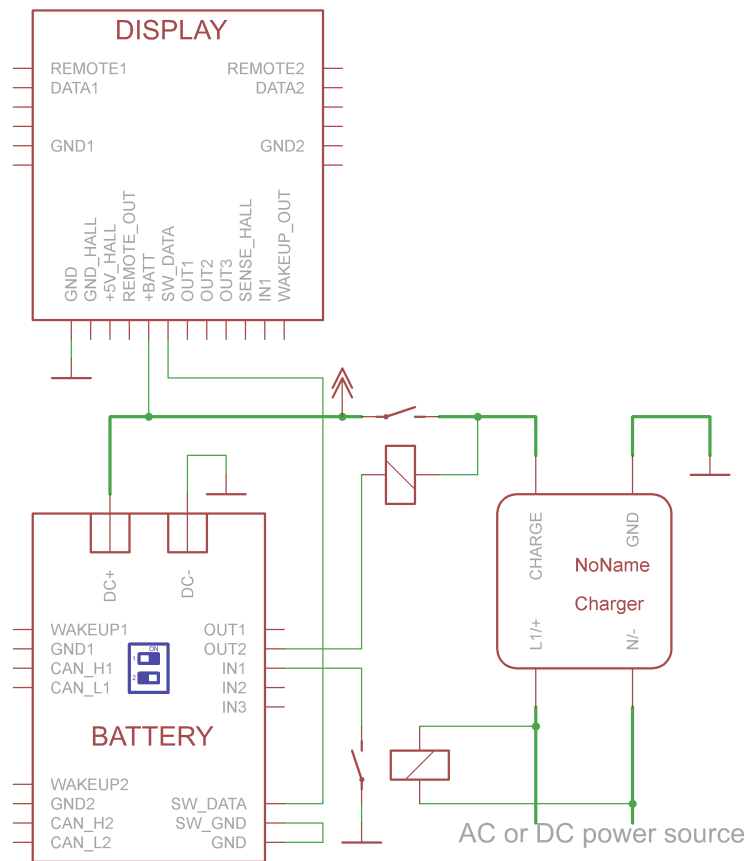 DISPLAY
REMOTE1 REMOTE2
DATA1 DATA2
GND1 GND2
GND
GND_HALL
+5V_HALL
REMOTE_OUT
+BATT
SW_DATA
OUT1
OUT2
OUT3
SENSE_HALL
IN1
WAKEUP_OUT
DC+
DC-
WAKEUP1 OUT1
GND1 OUT2
CAN_H1 IN1
CAN_L1 IN2
IN3
ON
1
2
BATTERY
WAKEUP2
GND2 SW_DATA
CAN_H2 SW_GND
CAN_L2 GND
CHARGE
GND
NoName
Charger
L1/+
N/-
AC or DC power source